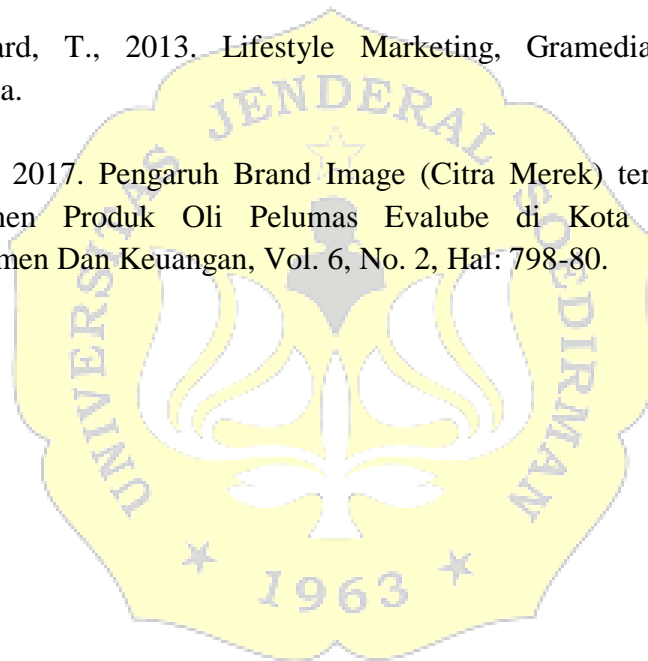 ard, T., 2013. Lifestyle Marketing, Gramedia
a.
2017. Pengaruh Brand Image (Citra Merek) ter
nen Produk Oli Pelumas Evalube di Kota
men Dan Keuangan, Vol. 6, No. 2, Hal: 798-80.
UNIVERSITAS JENDERAL SOEDIRMAN
1963